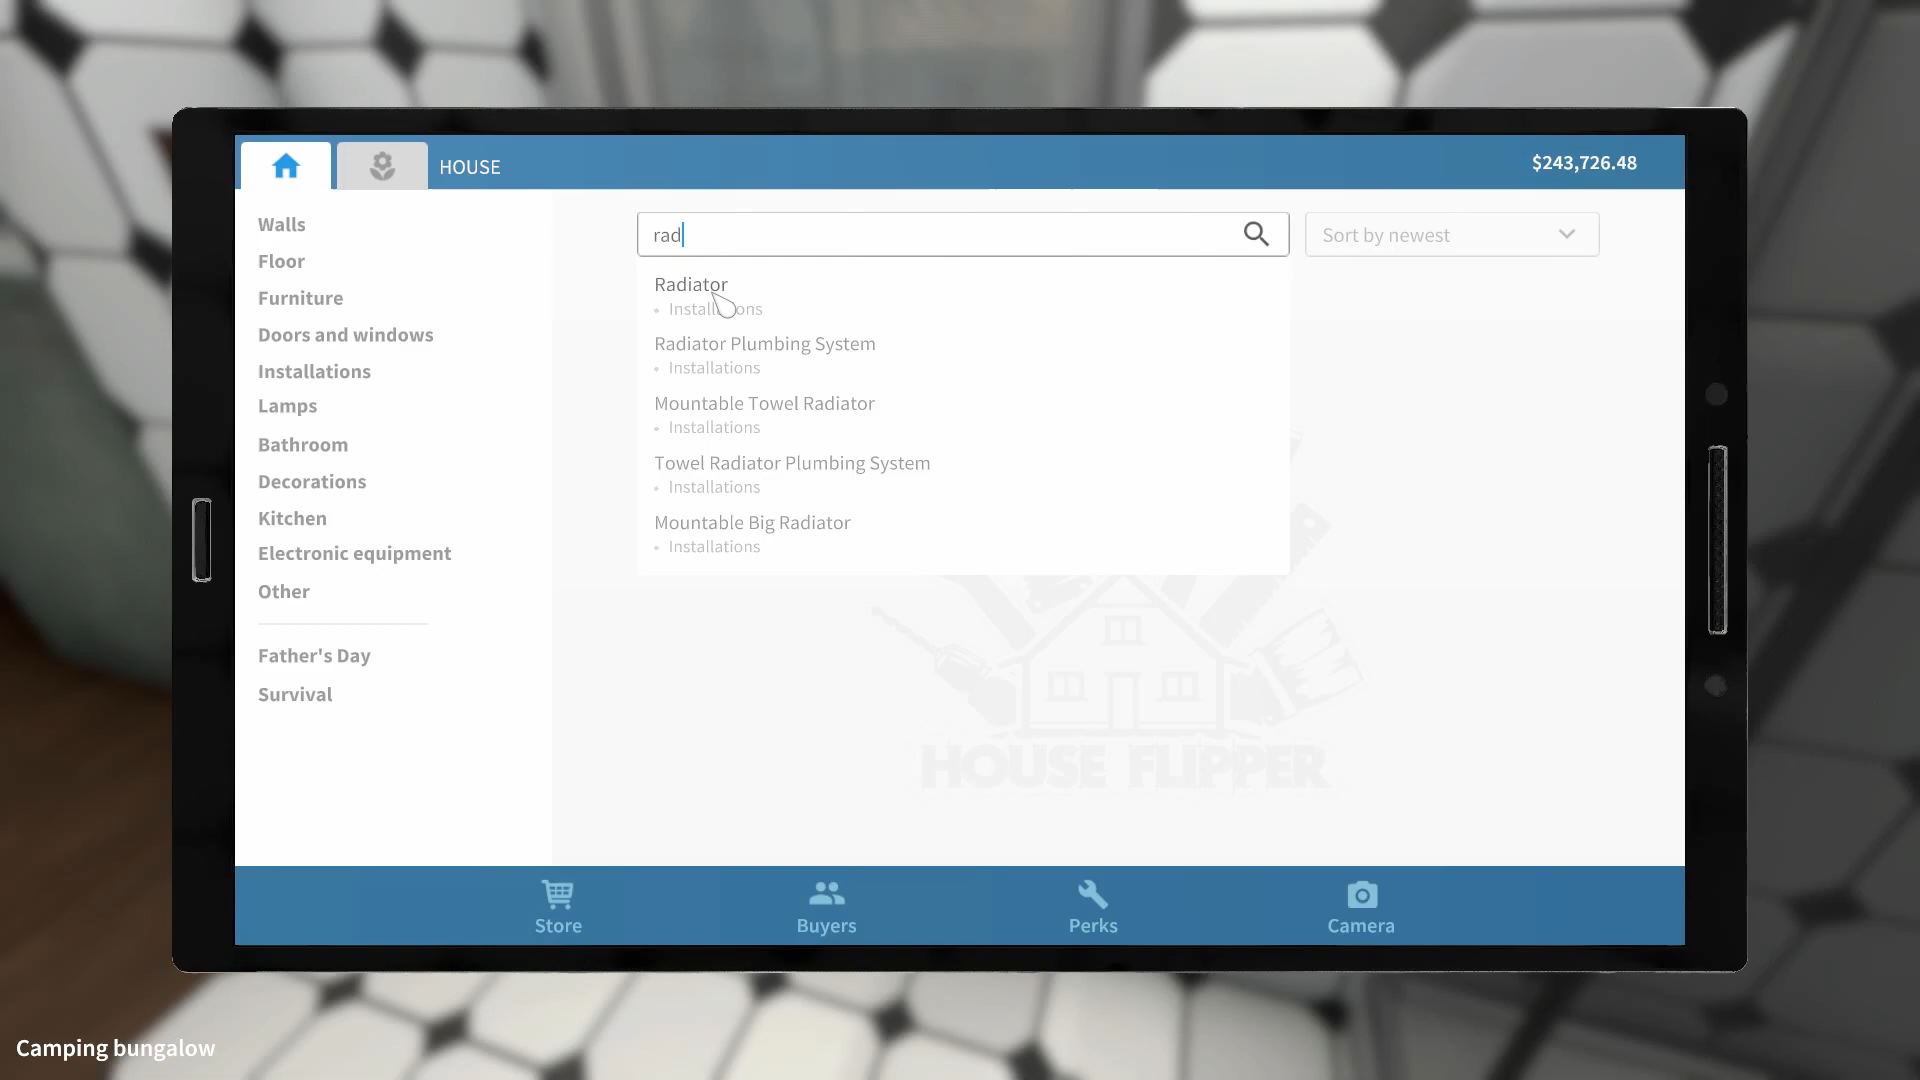 HOUSE
$243,726.48
Walls
Floor
Furniture
Doors and windows
Installations
Lamps
Bathroom
Decorations
Kitchen
Electronic equipment
Other
Father's Day
Survival
rad
Sort by newest
Radiator
Installations
Radiator Plumbing System
Installations
Mountable Towel Radiator
Installations
Towel Radiator Plumbing System
Installations
Mountable Big Radiator
Installations
HOUSE FLIPPER
Store
Buyers
Perks
Camera
Camping bungalow